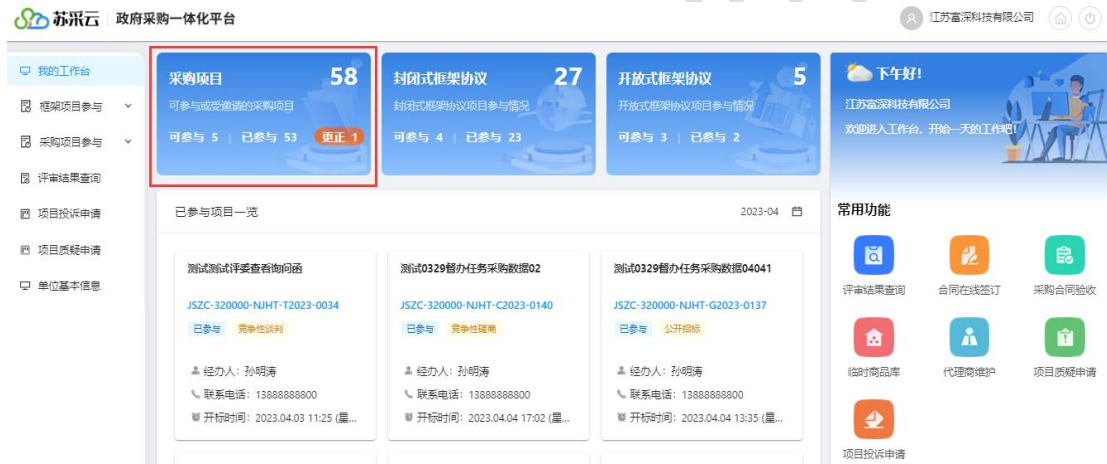 苏采云 政府采购一体化平台
江苏富深科技有限公司
我的工作台
框架项目参与
采购项目参与
评审结果查询
项目投诉申请
项目质疑申请
单位基本信息
采购项目 58
可参与或受邀请的采购项目
可参与 5 | 已参与 53 更正 1
封闭式框架协议 27
封闭式框架协议项目参与情况
可参与 4 | 已参与 23
开放式框架协议 5
开放式框架协议项目参与情况
可参与 3 | 已参与 2
下午好!
江苏富深科技有限公司
欢迎进入工作台，开始一天的工作吧!
已参与项目一览 2023-04
测试测试评委查看询问函
JSZC-320000-NJHT-T2023-0034
已参与 竞争性谈判
经办人：孙明涛
联系电话：13888888800
开标时间：2023.04.03 11:25 (星...
测试0329督办任务采购数据02
JSZC-320000-NJHT-C2023-0140
已参与 竞争性磋商
经办人：孙明涛
联系电话：13888888800
开标时间：2023.04.04 17:02 (星...
测试0329督办任务采购数据04041
JSZC-320000-NJHT-G2023-0137
已参与 公开招标
经办人：孙明涛
联系电话：13888888800
开标时间：2023.04.04 13:35 (星...
常用功能
评审结果查询
合同在线签订
采购合同验收
临时商品库
代理商维护
项目质疑申请
项目投诉申请